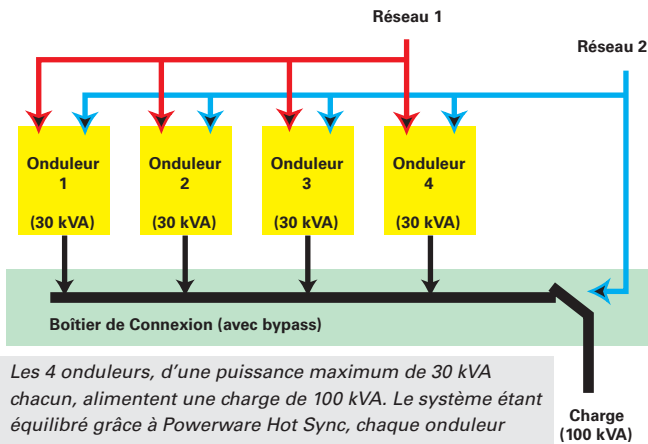 Réseau 1
Réseau 2
Onduleur
1
(30 kVA)
Onduleur
2
(30 kVA)
Onduleur
3
(30 kVA)
Onduleur
4
(30 kVA)
Boîtier de Connexion (avec bypass)
Les 4 onduleurs, d'une puissance maximum de 30 kVA
chacun, alimentent une charge de 100 kVA. Le système étant
équilibré grâce à Powerware Hot Sync, chaque onduleur
Charge
(100 kVA)